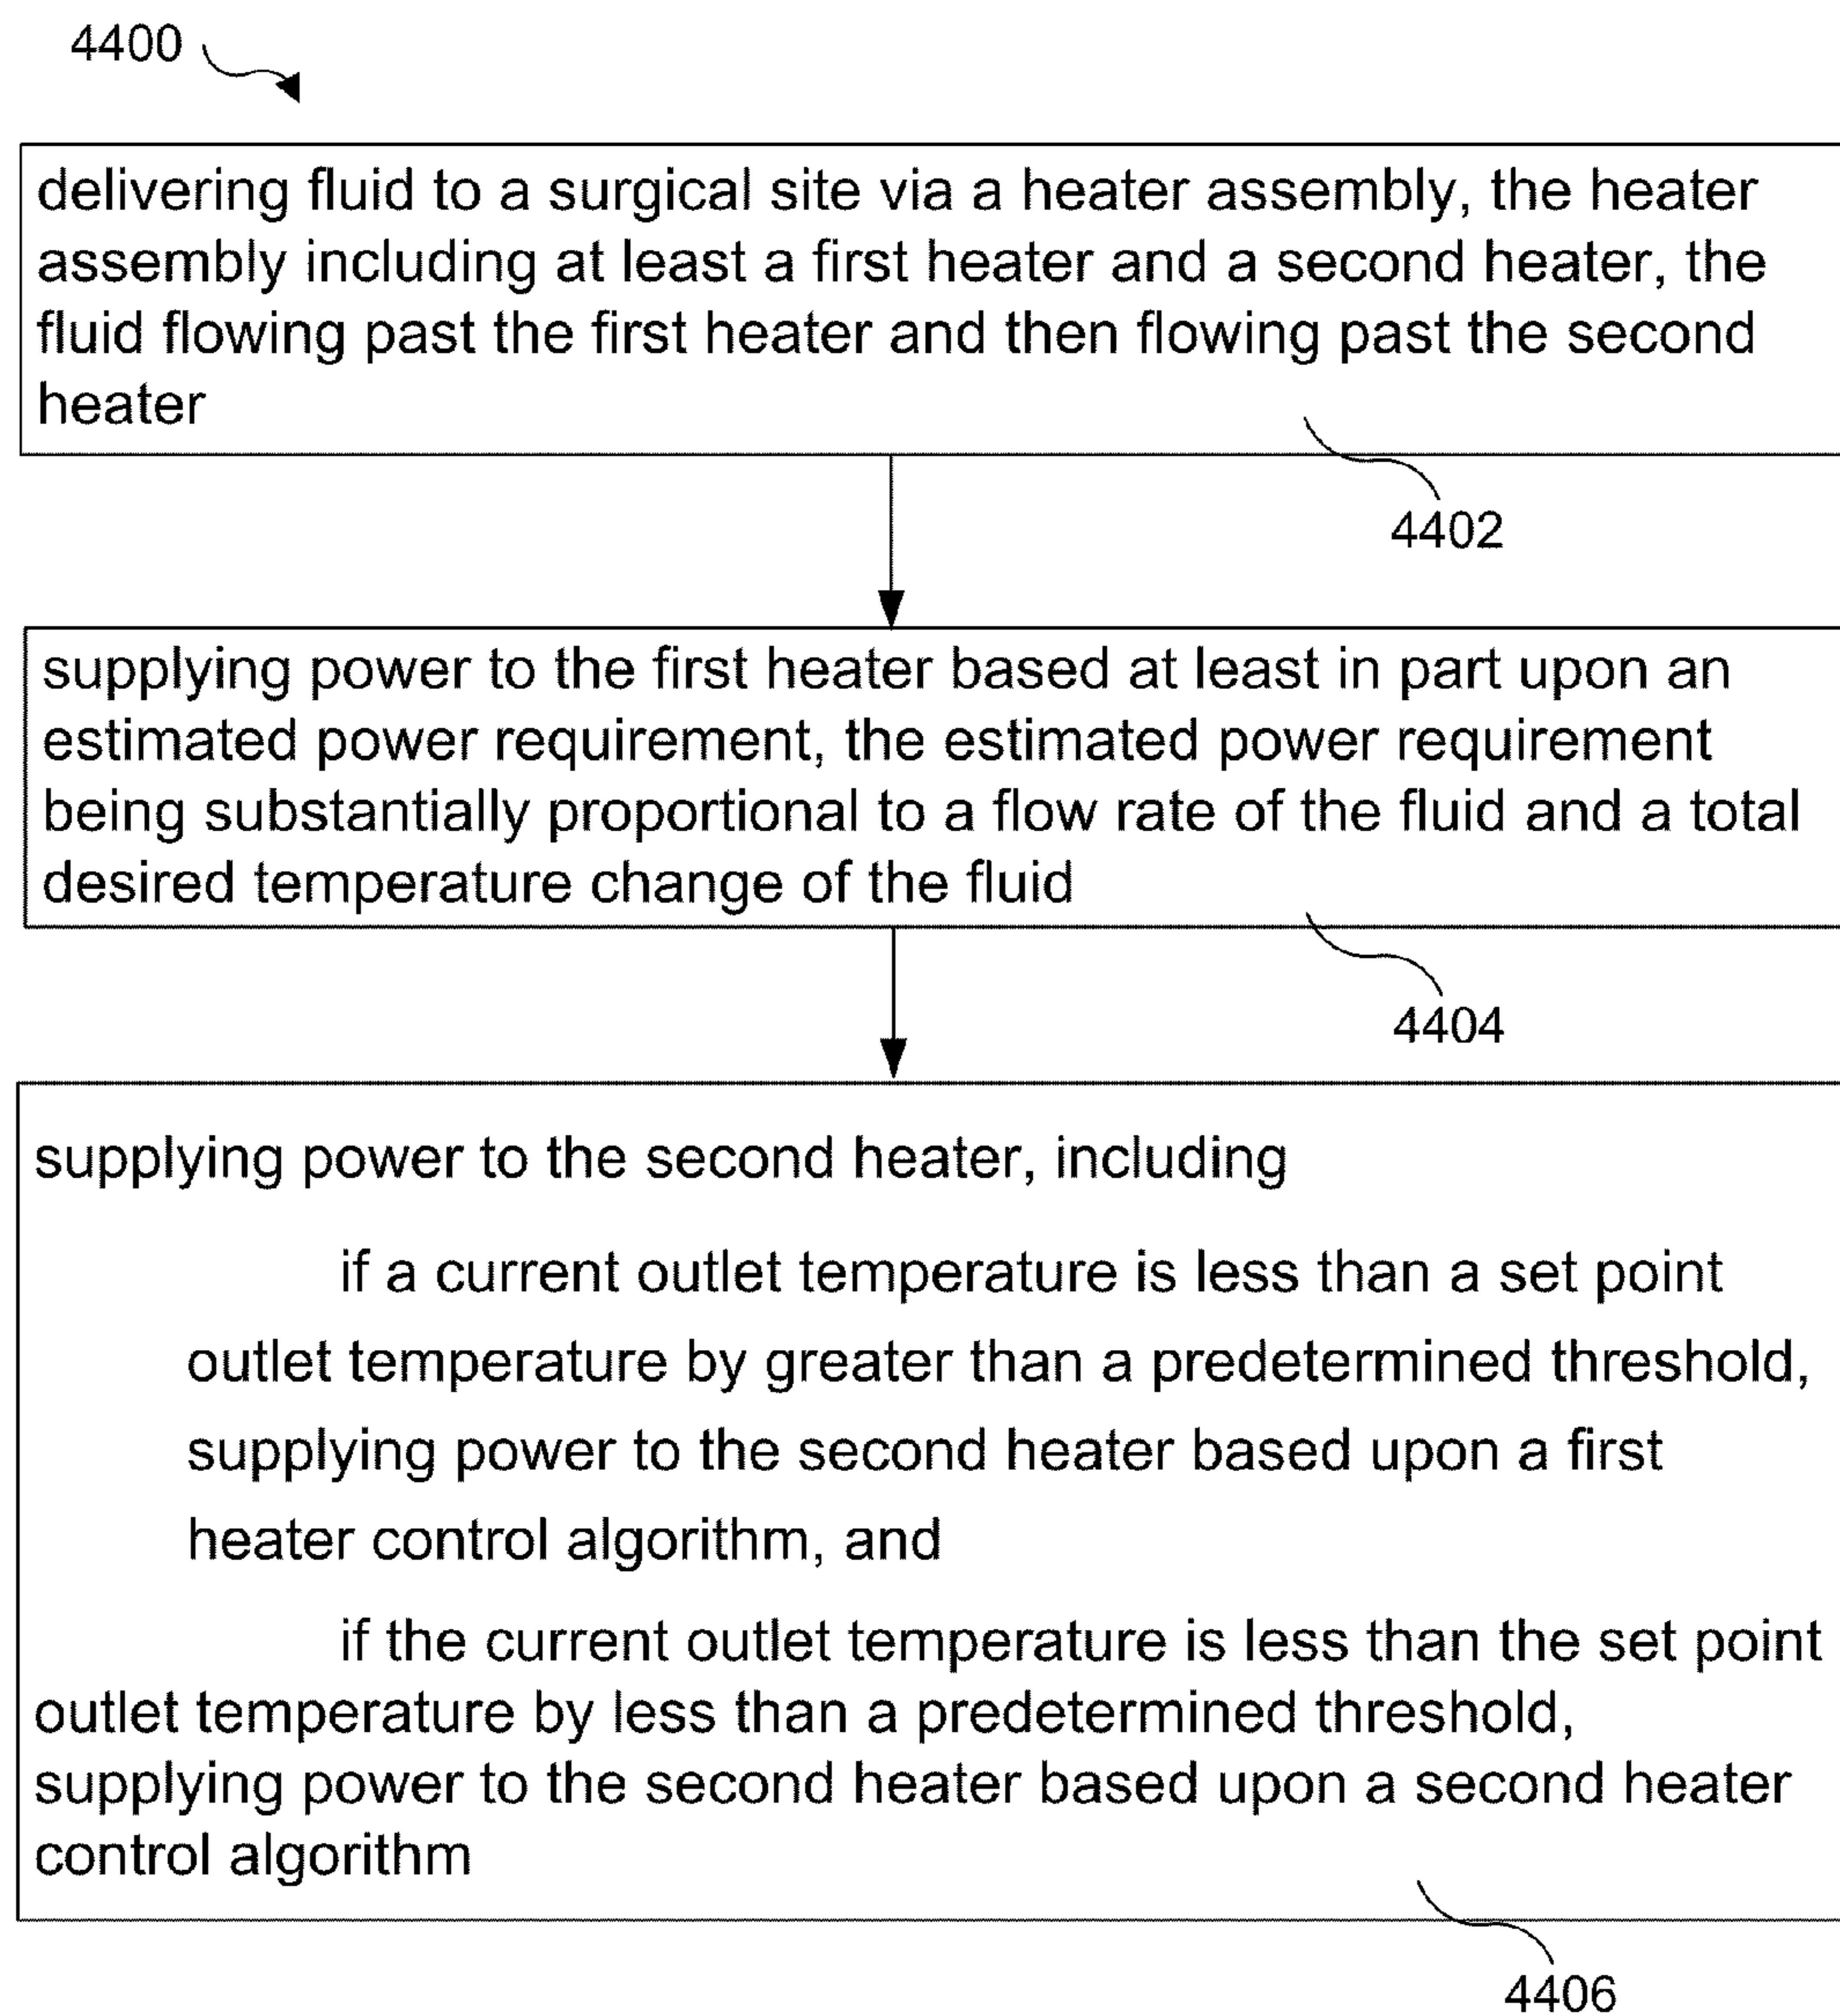 4400
delivering fluid to a surgical site via a heater assembly, the heater
assembly including at least a first heater and a second heater, the
fluid flowing past the first heater and then flowing past the second
heater
4402
supplying power to the first heater based at least in part upon an
estimated power requirement, the estimated power requirement
being substantially proportional to a flow rate of the fluid and a total
desired temperature change of the fluid
4404
supplying power to the second heater, including
if a current outlet temperature is less than a set point
outlet temperature by greater than a predetermined threshold,
supplying power to the second heater based upon a first
heater control algorithm, and
if the current outlet temperature is less than the set point
outlet temperature by less than a predetermined threshold,
supplying power to the second heater based upon a second heater
control algorithm
4406